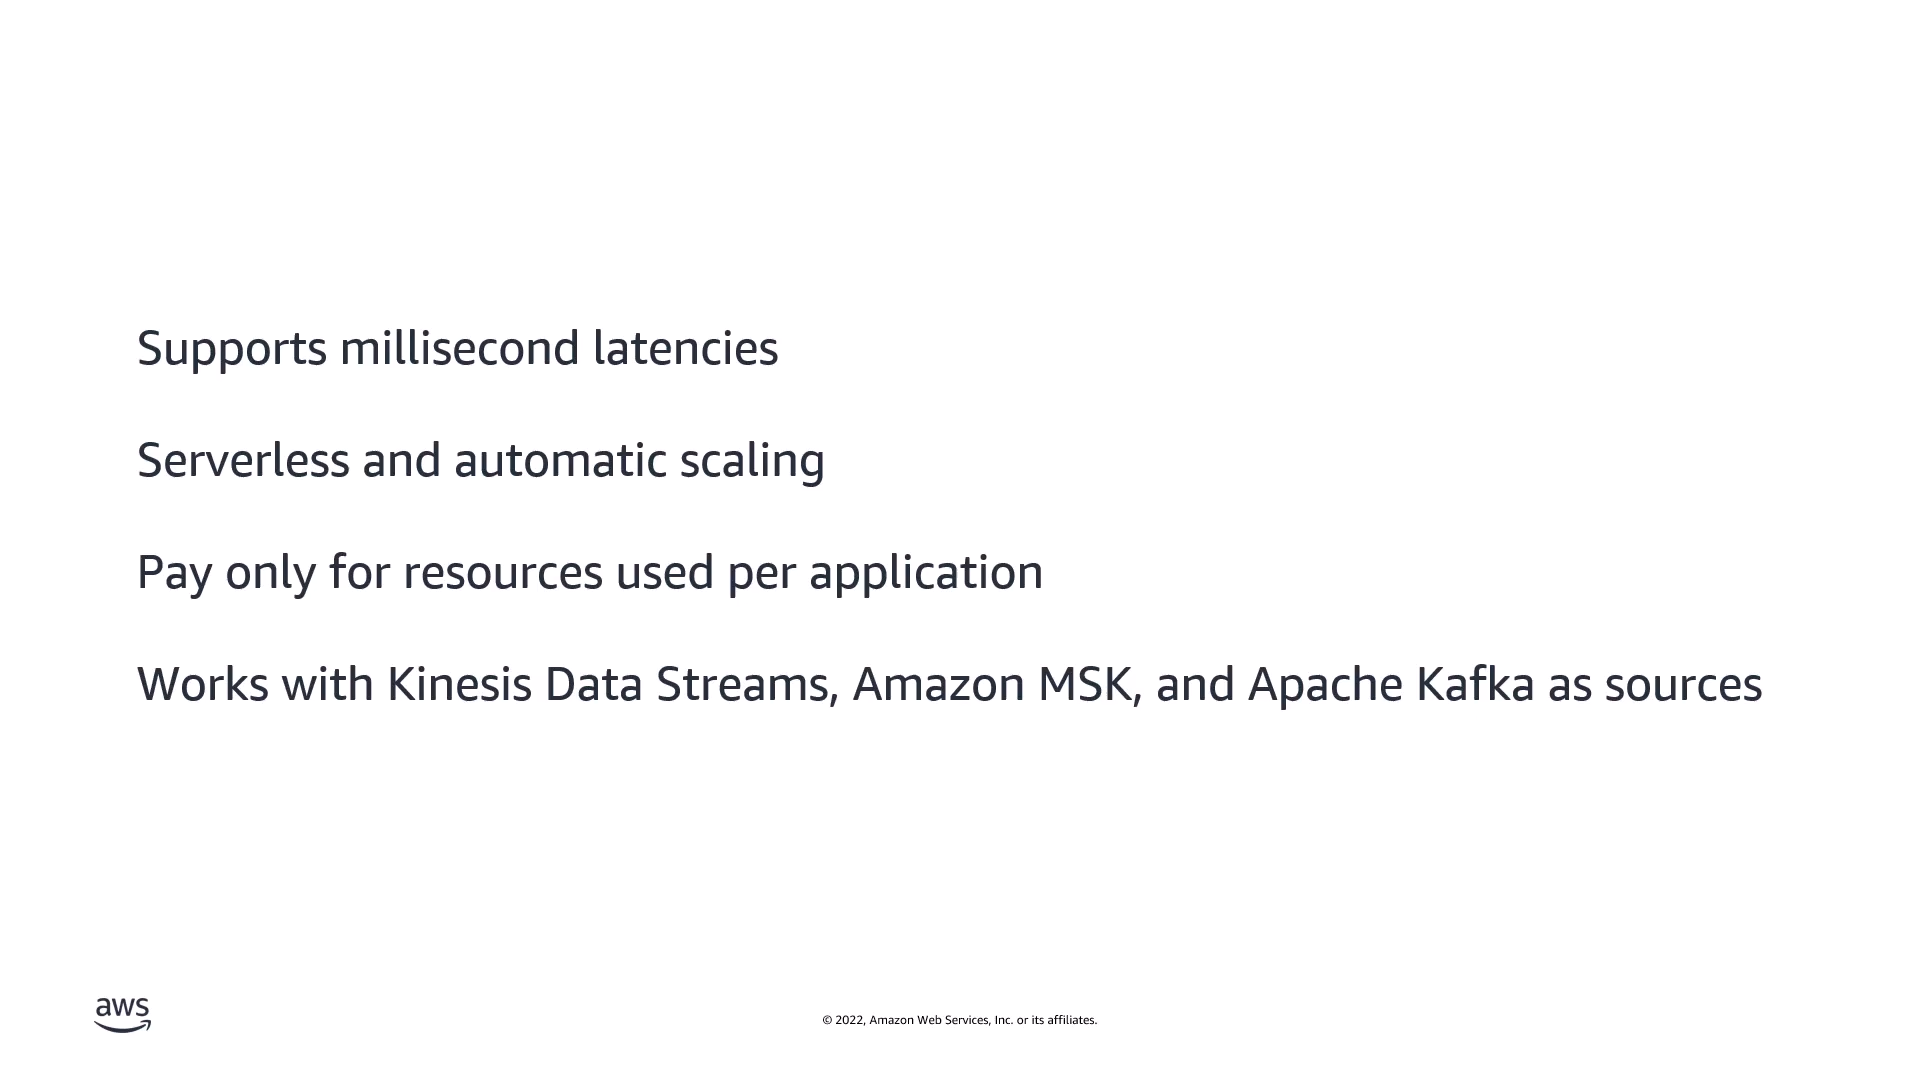 Supports millisecond latencies
Serverless and automatic scaling
Pay only for resources used per application
Works with Kinesis Data Streams, Amazon MSK, and Apache Kafka as sources
aws
© 2022, Amazon Web Services, Inc. or its affiliates.